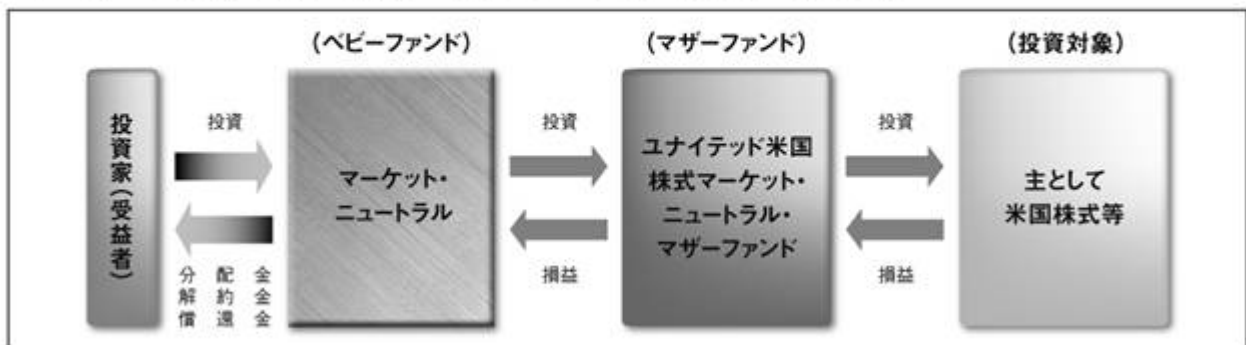 (ベビーファンド)
(マザーファンド)
(投資対象)
投資家(受益者)
投資
分配金
解約金
償還金
マーケット・
ニュートラル
投資
損益
ユナイテッド米国
株式マーケット・
ニュートラル・
マザーファンド
投資
損益
主として
米国株式等